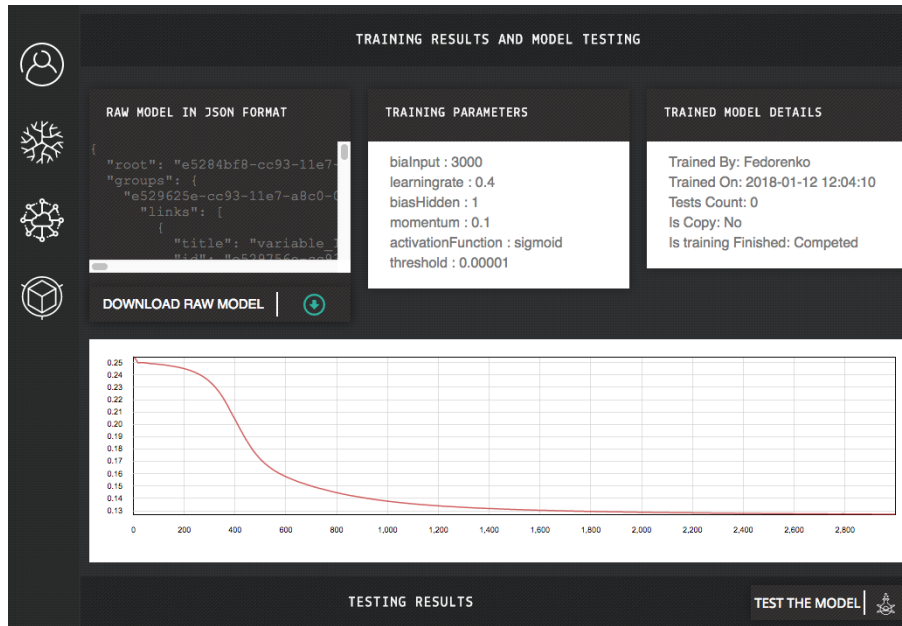 TRAINING RESULTS AND MODEL TESTING
RAW MODEL IN JSON FORMAT
{
"root": "e5284bf8-cc93-11e7-
"groups": {
"e529625e-cc93-11e7-a8c0-
"links": [
{
"title": "variable_
"id":
DOWNLOAD RAW MODEL
TRAINING PARAMETERS
biaInput : 3000
learningrate : 0.4
biasHidden : 1
momentum : 0.1
activationFunction : sigmoid
threshold : 0.00001
TRAINED MODEL DETAILS
Trained By: Fedorenko
Trained On: 2018-01-12 12:04:10
Tests Count: 0
Is Copy: No
Is training Finished: Competed
0.25
0.24
0.23
0.22
0.21
0.20
0.19
0.18
0.17
0.16
0.15
0.14
0.13
0 200 400 600 800 1,000 1,200 1,400 1,600 1,800 2,000 2,200 2,400 2,600 2,800
TESTING RESULTS
TEST THE MODEL